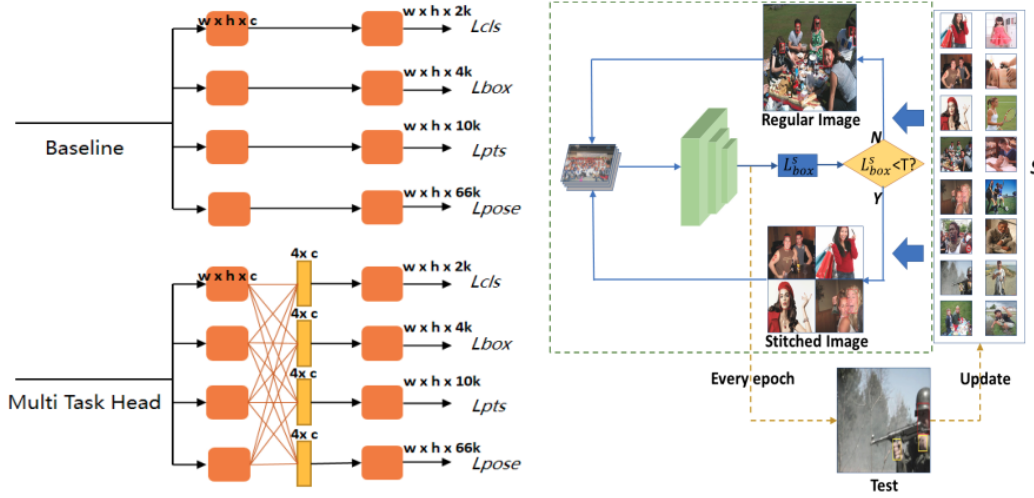 w x h x c
w x h x 2k
Lcls
w x h x 4k
Lbox
Baseline
w x h x 10k
Lpts
w x h x 66k
Lpose
w x h x c
4x c
w x h x 2k
Lcls
4x c
w x h x 4k
Lbox
Multi Task Head
4x c
w x h x 10k
Lpts
4x c
w x h x 66k
Lpose
Regular Image
N
L^s_box
L^s_box<T?
Y
S
Stitched Image
Every epoch
Update
Test